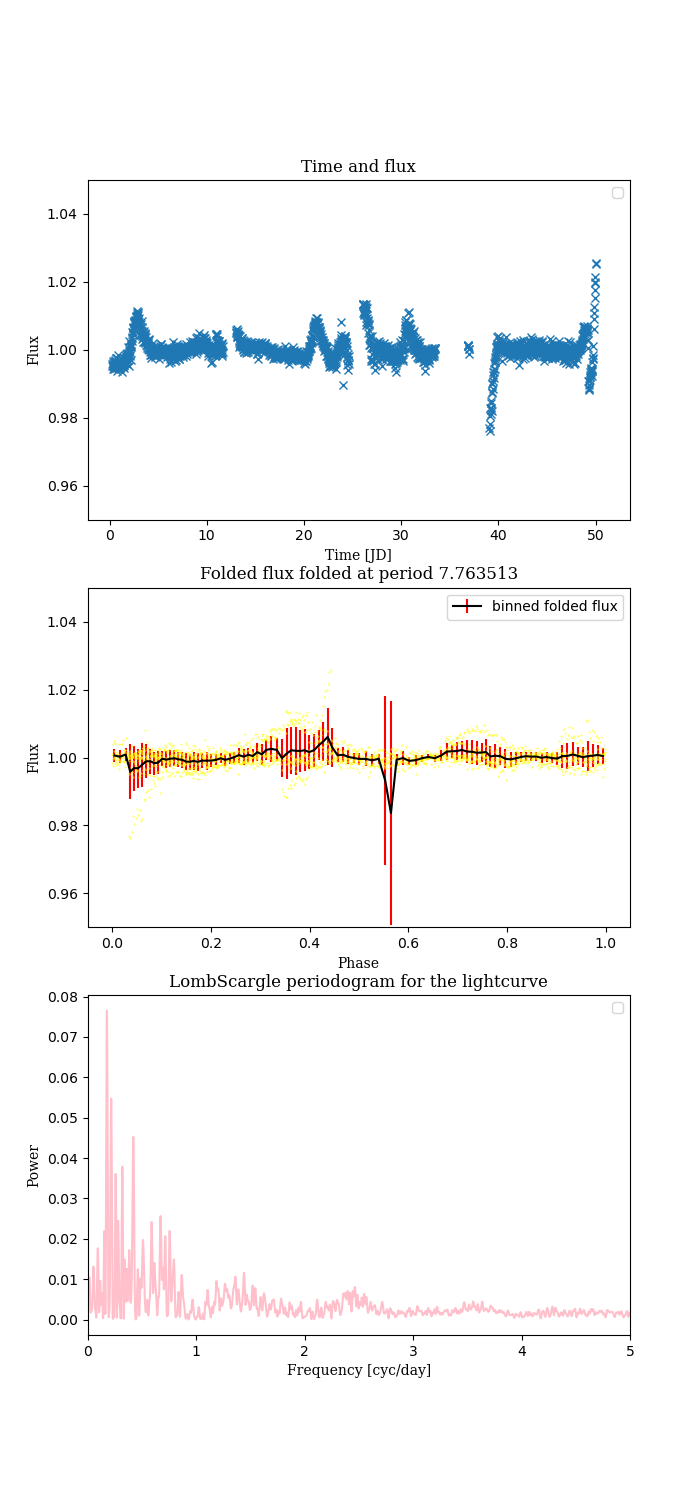 Time and flux
1.04
1.02
1.00
0.98
0.96
Flux
0 10 20 30 40 50
Time [JD]
Folded flux folded at period 7.763513
binned folded flux
1.04
1.02
1.00
0.98
0.96
Flux
0.0 0.2 0.4 0.6 0.8 1.0
Phase
LombScargle periodogram for the lightcurve
0.08
0.07
0.06
0.05
0.04
0.03
0.02
0.01
0.00
Power
0 1 2 3 4 5
Frequency [cyc/day]